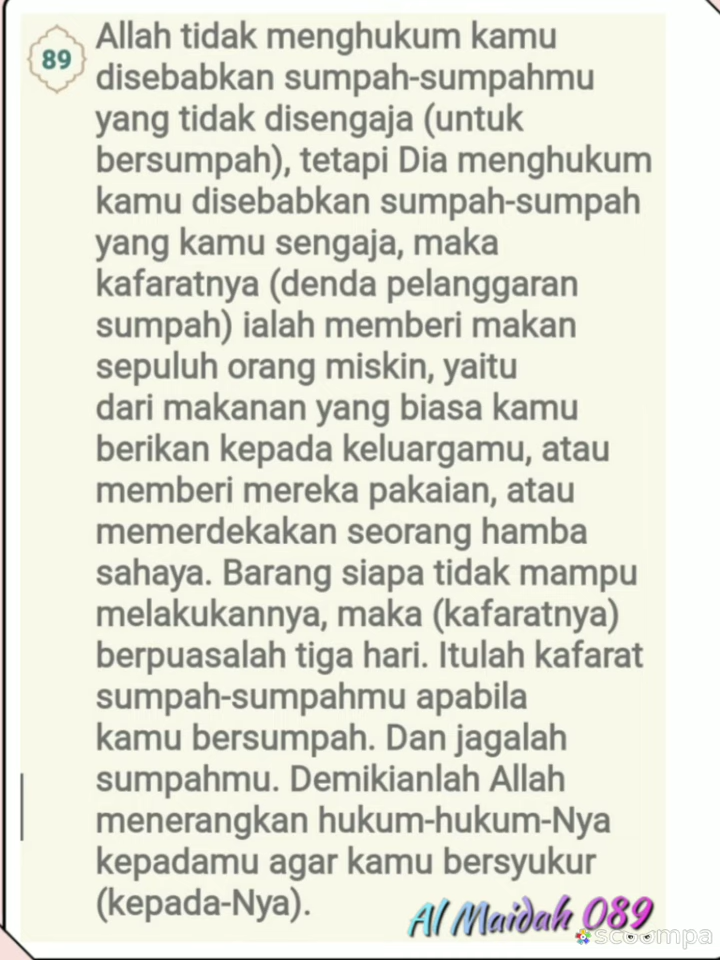 89
Allah tidak menghukum kamu
disebabkan sumpah-sumpahmu
yang tidak disengaja (untuk
bersumpah), tetapi Dia menghukum
kamu disebabkan sumpah-sumpah
yang kamu sengaja, maka
kafaratnya (denda pelanggaran
sumpah) ialah memberi makan
sepuluh orang miskin, yaitu
dari makanan yang biasa kamu
berikan kepada keluargamu, atau
memberi mereka pakaian, atau
memerdekakan seorang hamba
sahaya. Barang siapa tidak mampu
melakukannya, maka (kafaratnya)
berpuasalah tiga hari. Itulah kafarat
sumpah-sumpahmu apabila
kamu bersumpah. Dan jagalah
sumpahmu. Demikianlah Allah
menerangkan hukum-hukum-Nya
kepadamu agar kamu bersyukur
(kepada-Nya).
Al Maidah 089
scoompa